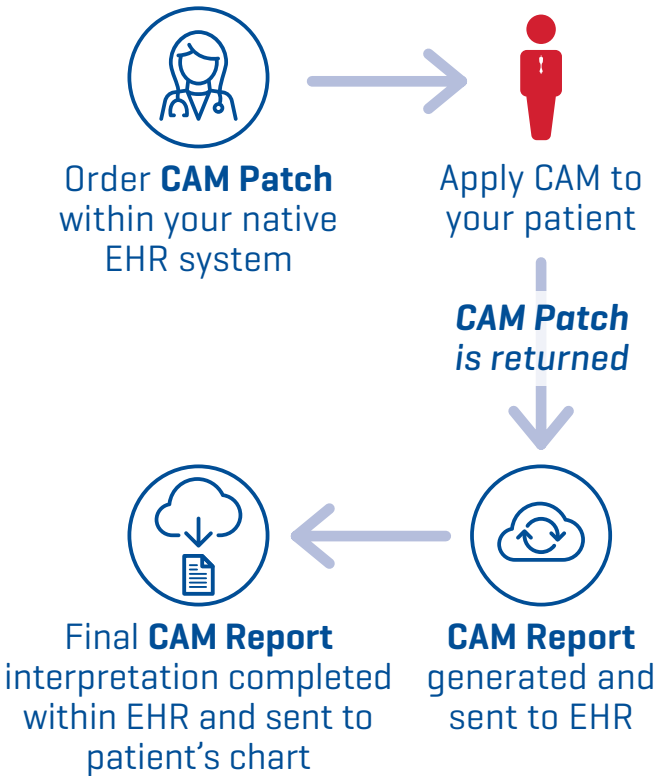 Order CAM Patch
within your native
EHR system
Apply CAM to
your patient
CAM Patch
is returned
CAM Report
generated and
sent to EHR
Final CAM Report
interpretation completed
within EHR and sent to
patient's chart